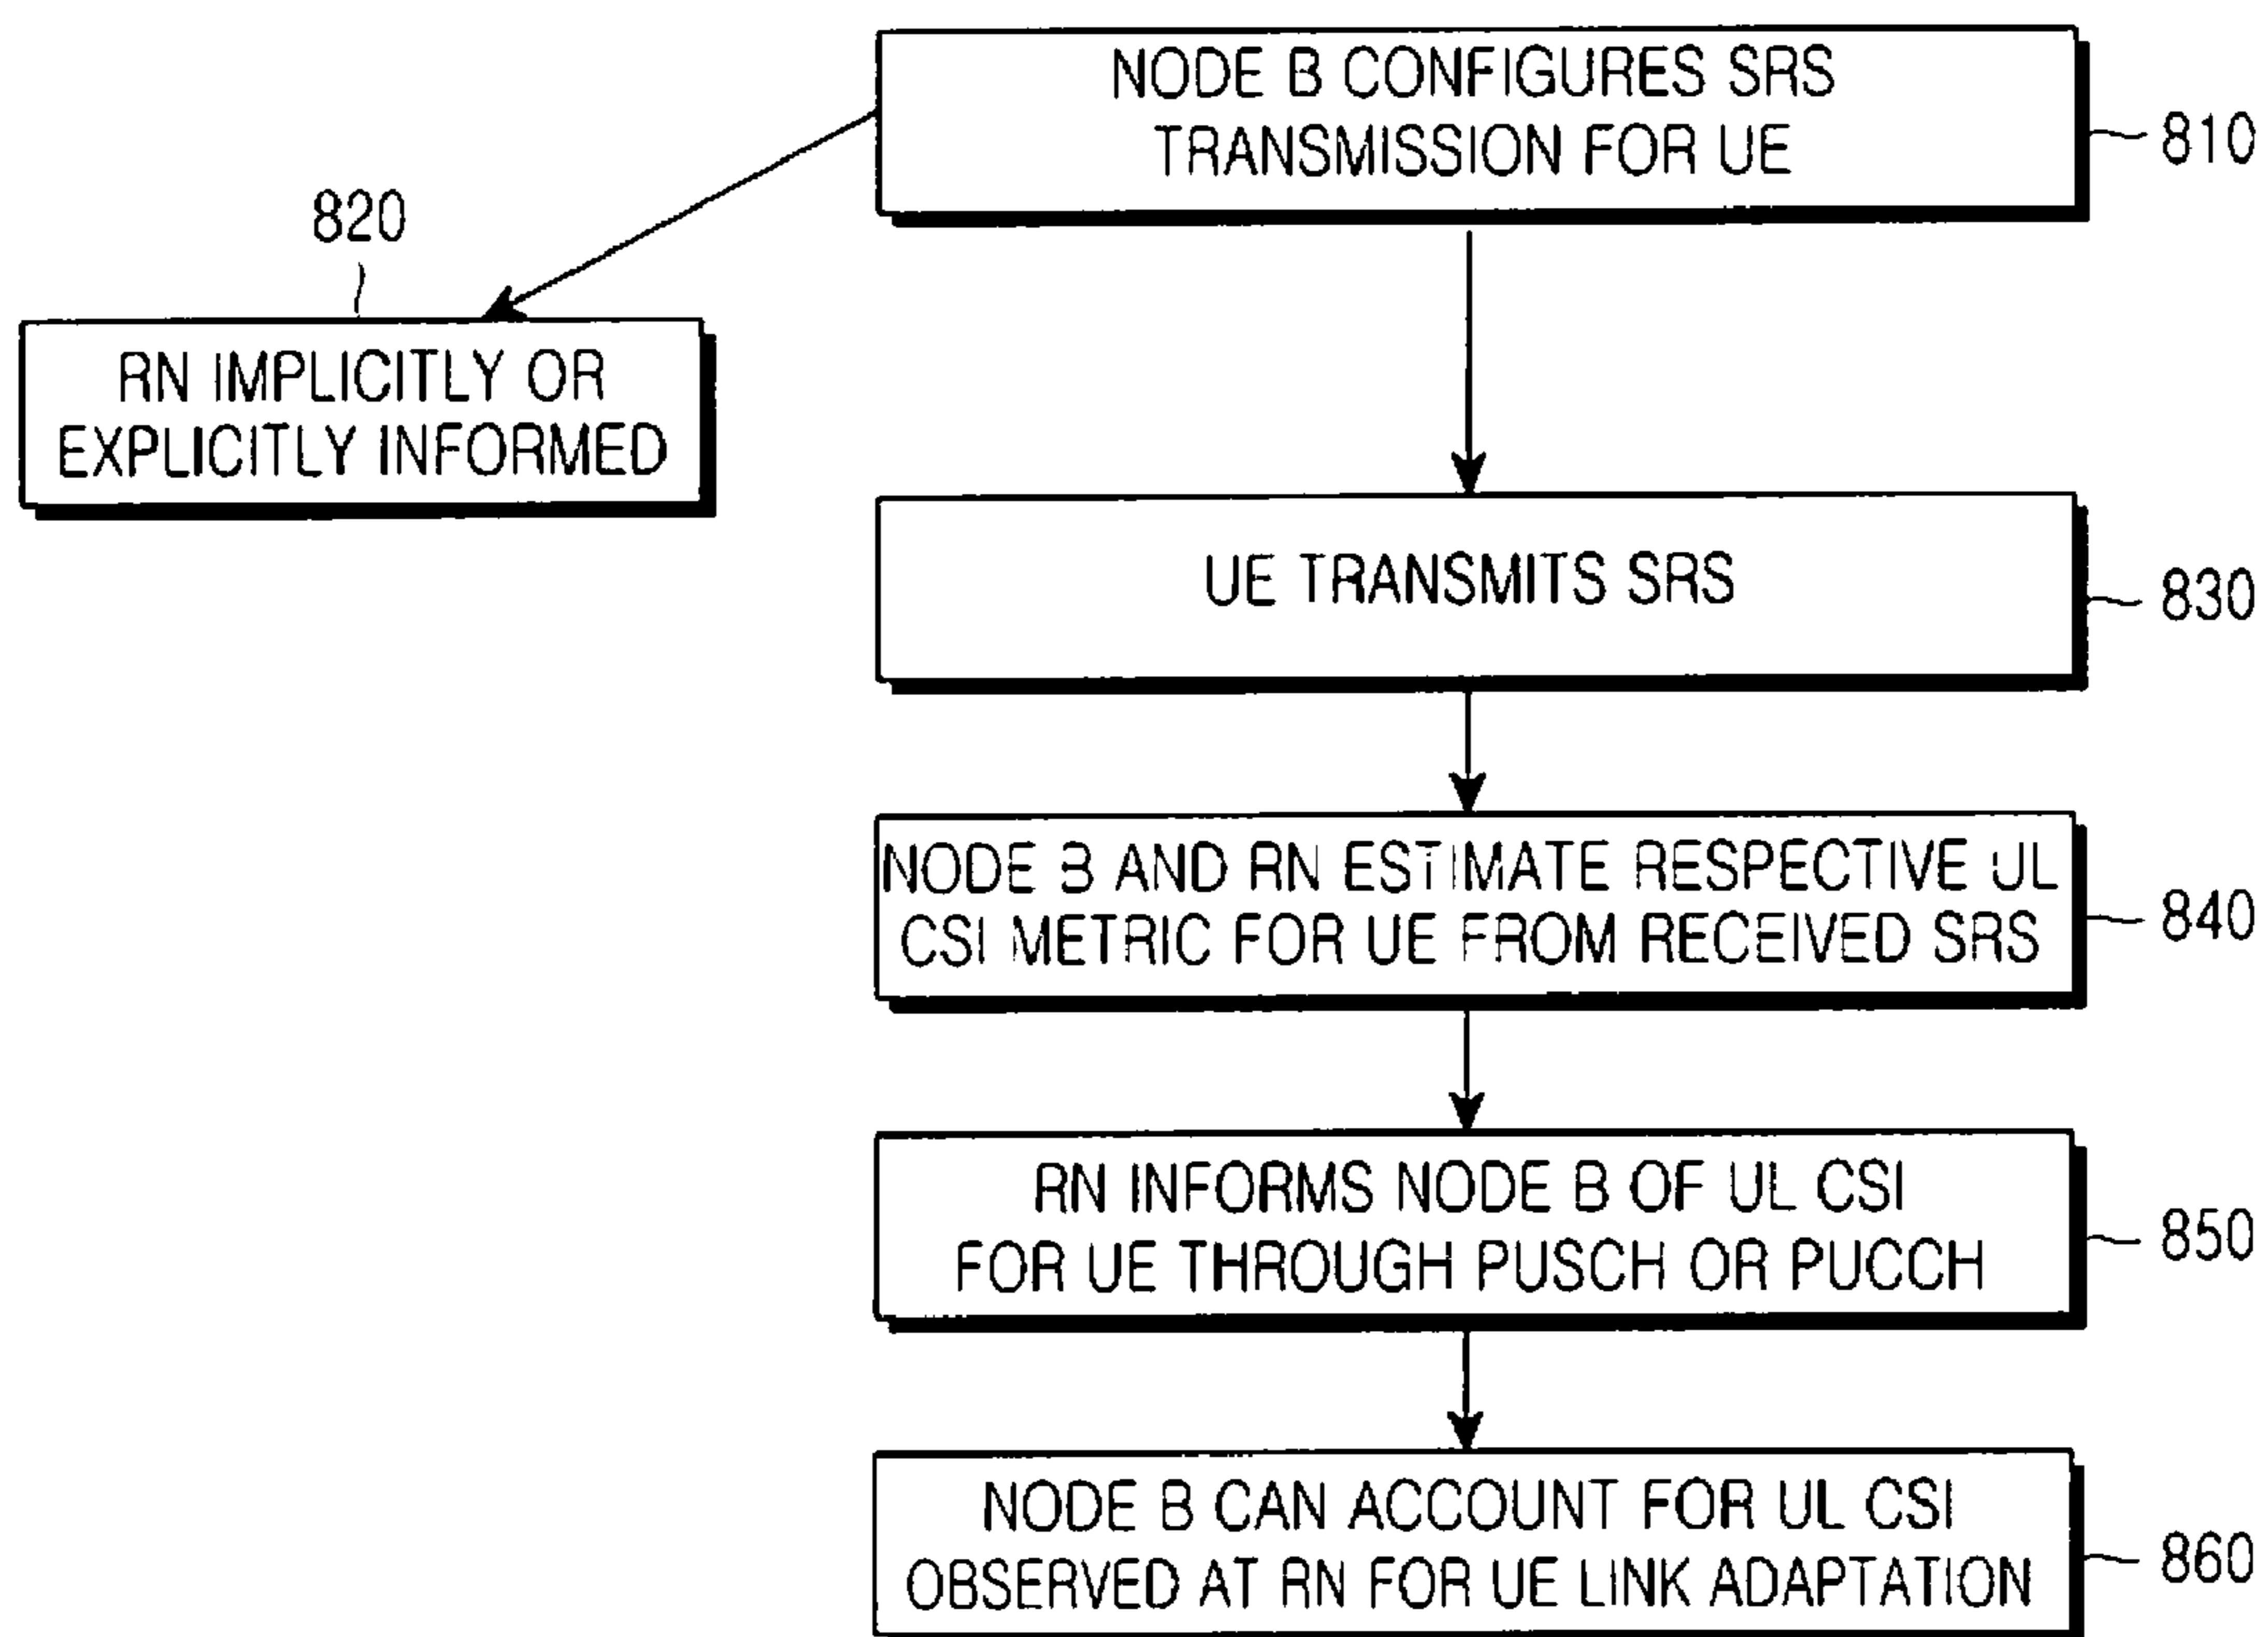 NODE B CONFIGURES SRS
TRANSMISSION FOR UE
810
820
RN IMPLICITLY OR
EXPLICITLY INFORMED
UE TRANSMITS SRS
830
NODE B AND RN ESTIMATE RESPECTIVE UL
CSI METRIC FOR UE FROM RECEIVED SRS
840
RN INFORMS NODE B OF UL CSI
FOR UE THROUGH PUSCH OR PUCCH
850
NODE B CAN ACCOUNT FOR UL CSI
OBSERVED AT RN FOR UE LINK ADAPTATION
860